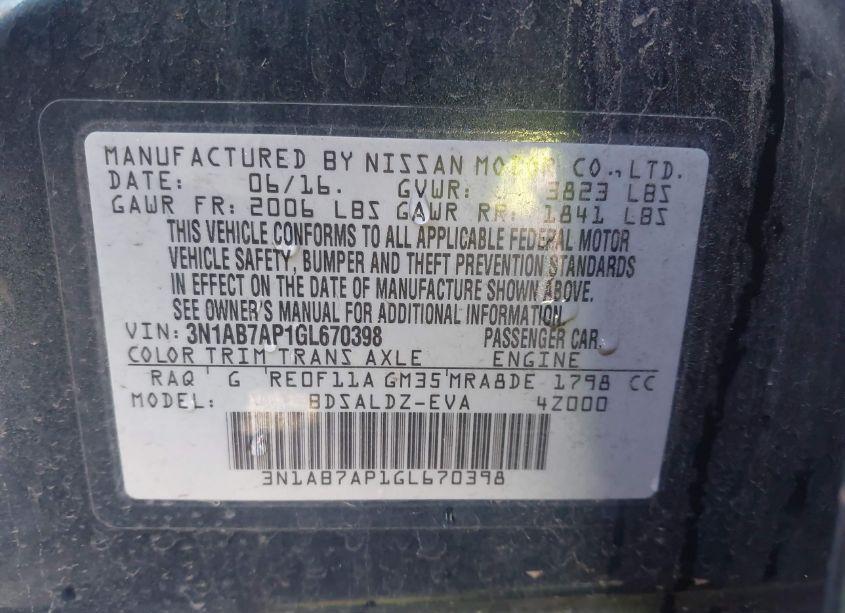 MANUFACTURED BY NISSAN MOTOR CO., LTD.
DATE: 06/16. GVWR: 3823 LBS
GAWR FR: 2006 LBS GAWR RR: 1841 LBS
THIS VEHICLE CONFORMS TO ALL APPLICABLE FEDERAL MOTOR
VEHICLE SAFETY, BUMPER AND THEFT PREVENTION STANDARDS
IN EFFECT ON THE DATE OF MANUFACTURE SHOWN ABOVE.
SEE OWNER'S MANUAL FOR ADDITIONAL INFORMATION.
VIN: 3N1AB7AP1GL670398 PASSENGER CAR.
COLOR TRIM TRANS AXLE ENGINE
RAQ G RE0F11A GM35 MRA8DE 1798 CC
MODEL: BDSALDZ-EVA 4Z000
3N1AB7AP1GL670398